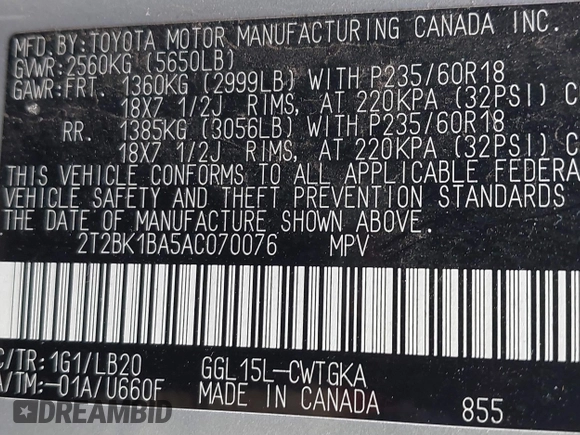 MFD.BY:TOYOTA MOTOR MANUFACTURING CANADA INC.
GVWR:2560KG (5650LB)
GAWR:FRT. 1360KG (2999LB) WITH P235/60R18
18X7 1/2J RIMS, AT 220KPA (32PSI) C
RR. 1385KG (3056LB) WITH P235/60R18
18X7 1/2J RIMS, AT 220KPA (32PSI) C
THIS VEHICLE CONFORMS TO ALL APPLICABLE FEDERA
VEHICLE SAFETY AND THEFT PREVENTION STANDARDS
THE DATE OF MANUFACTURE SHOWN ABOVE.
2T2BK1BA5AC070076 MPV
C/TR:1G1/LB20 GGL15L-CWTGKA
A/TM:-01A/U660F MADE IN CANADA 855
DREAMBID